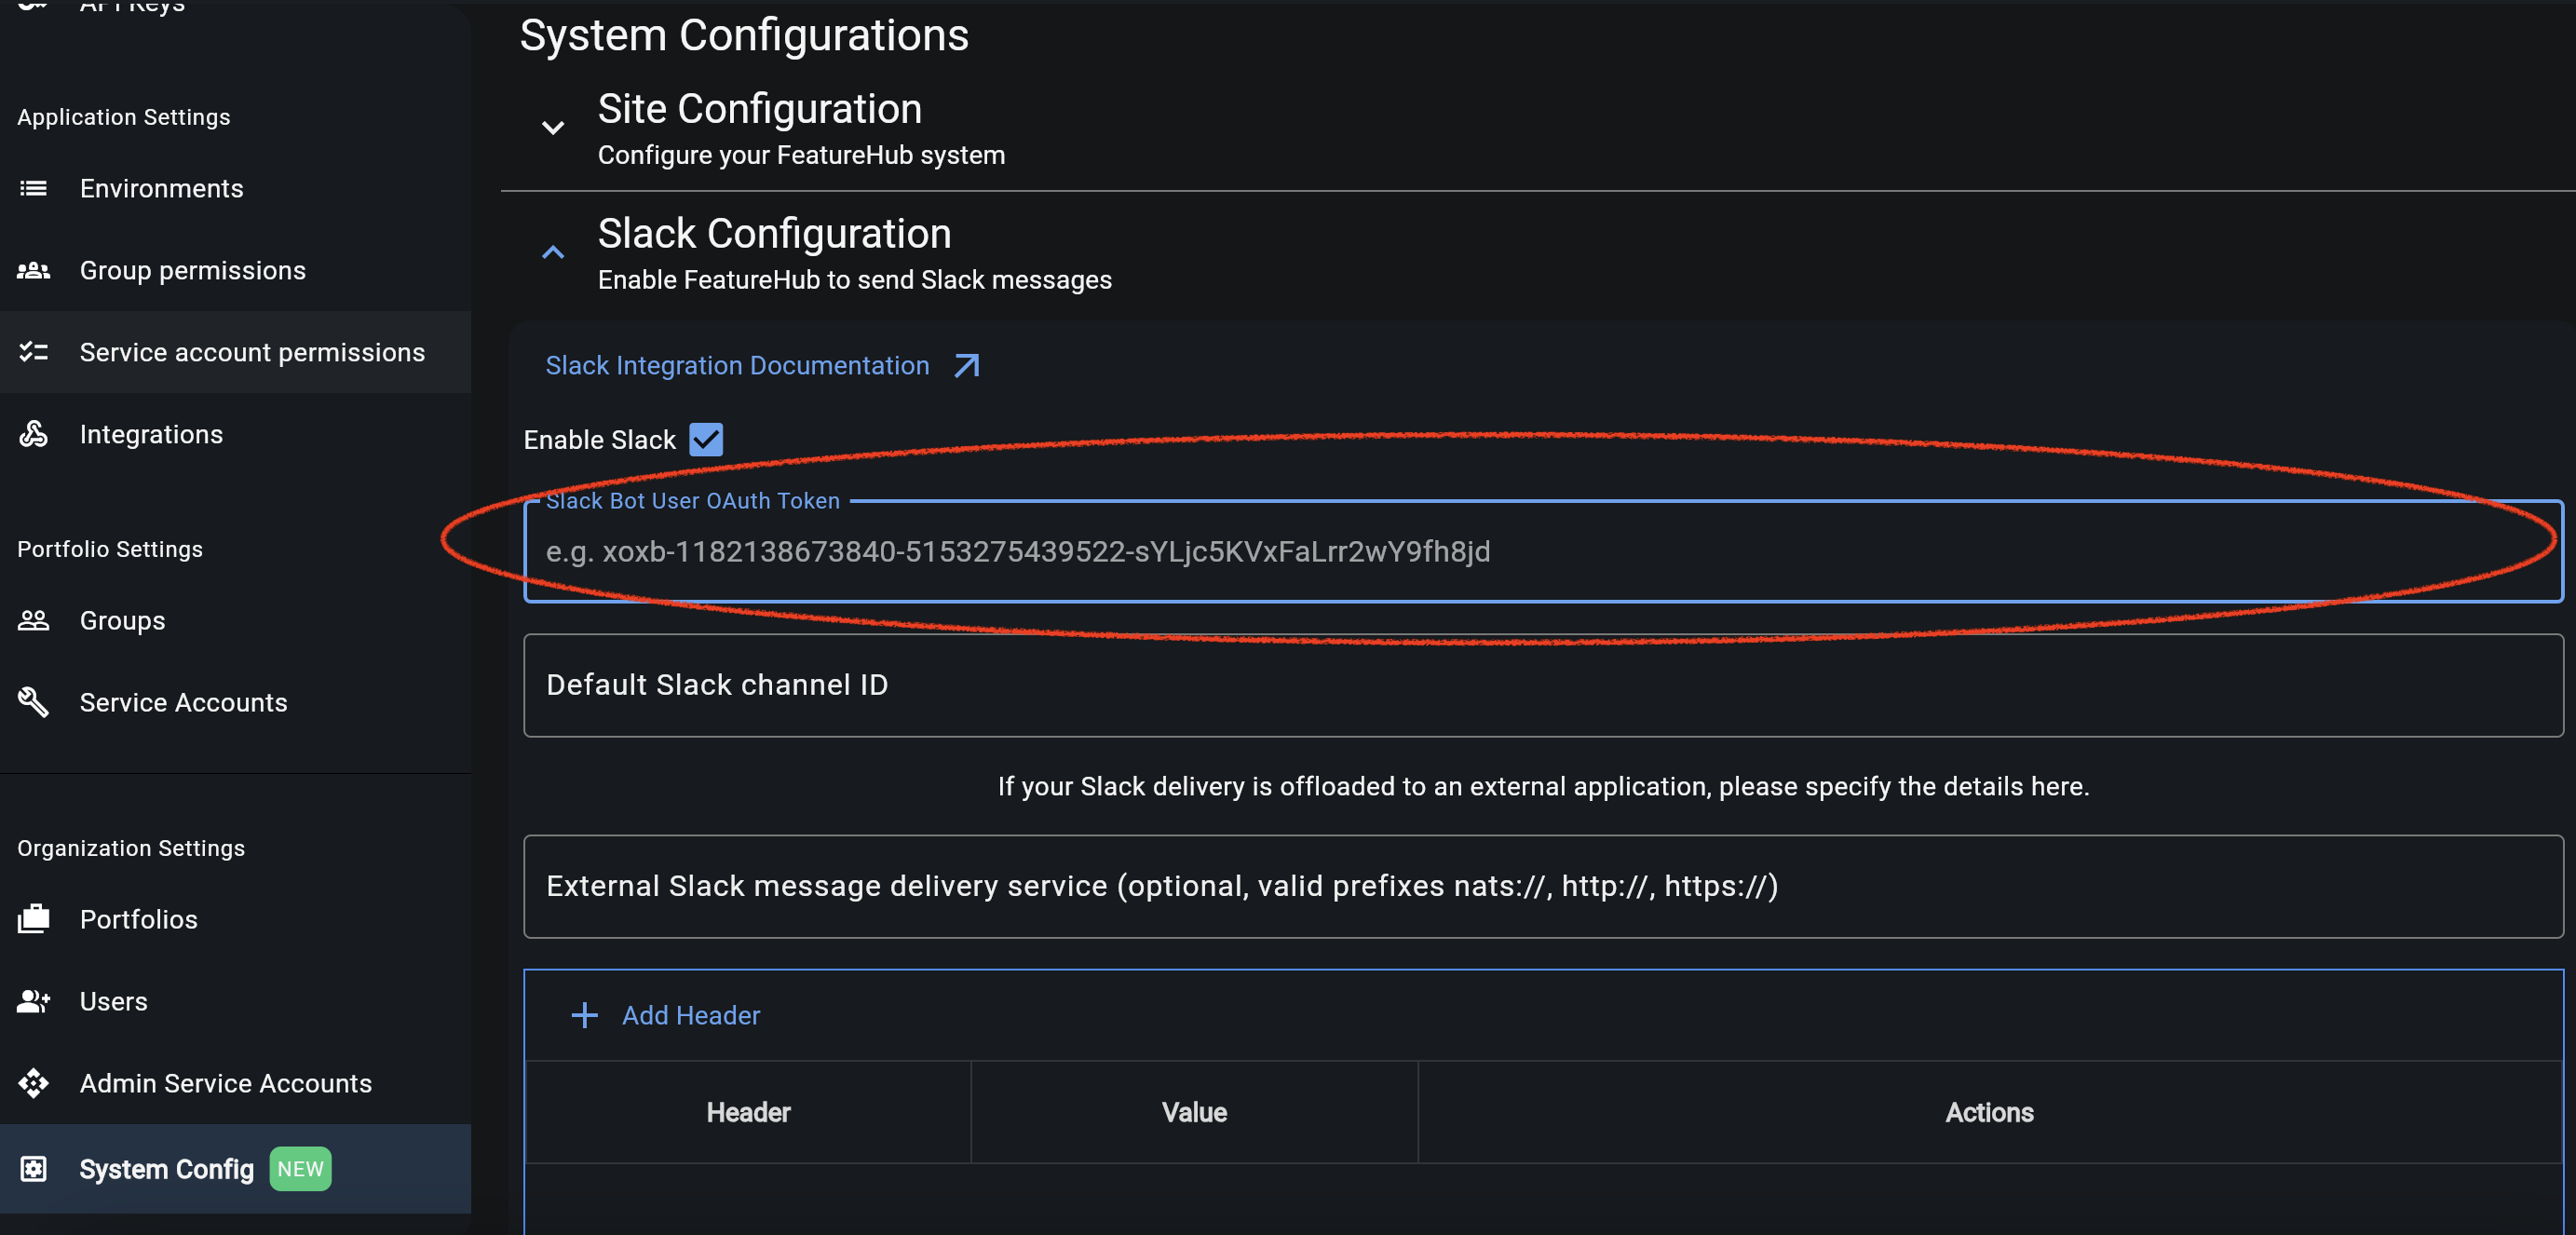 API Keys
Application Settings
Environments
Group permissions
Service account permissions
Integrations
Portfolio Settings
Groups
Service Accounts
Organization Settings
Portfolios
Users
Admin Service Accounts
System Config NEW
System Configurations
Site Configuration
Configure your FeatureHub system
Slack Configuration
Enable FeatureHub to send Slack messages
Slack Integration Documentation
Enable Slack
Slack Bot User OAuth Token
e.g. xoxb-1182138673840-5153275439522-sYLjc5KVxFaLrr2wY9fh8jd
Default Slack channel ID
If your Slack delivery is offloaded to an external application, please specify the details here.
External Slack message delivery service (optional, valid prefixes nats://, http://, https://)
Add Header
Header Value Actions